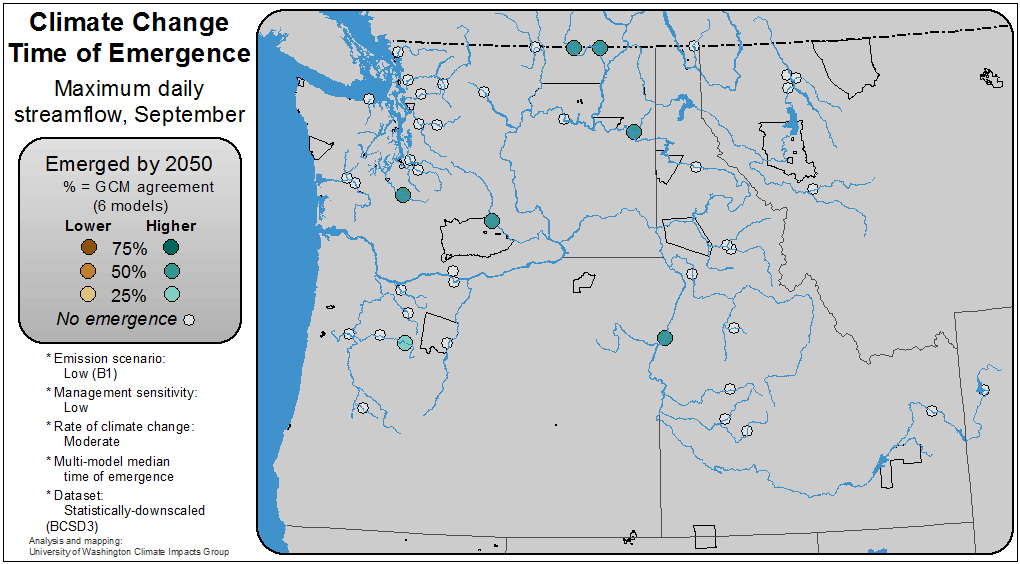 Climate Change
Time of Emergence
Maximum daily
streamflow, September
Emerged by 2050
% = GCM agreement
(6 models)
Lower Higher
75%
50%
25%
No emergence
* Emission scenario:
Low (B1)
* Management sensitivity:
Low
* Rate of climate change:
Moderate
* Multi-model median
time of emergence
* Dataset:
Statistically-downscaled
(BCSD3)
Analysis and mapping:
University of Washington Climate Impacts Group